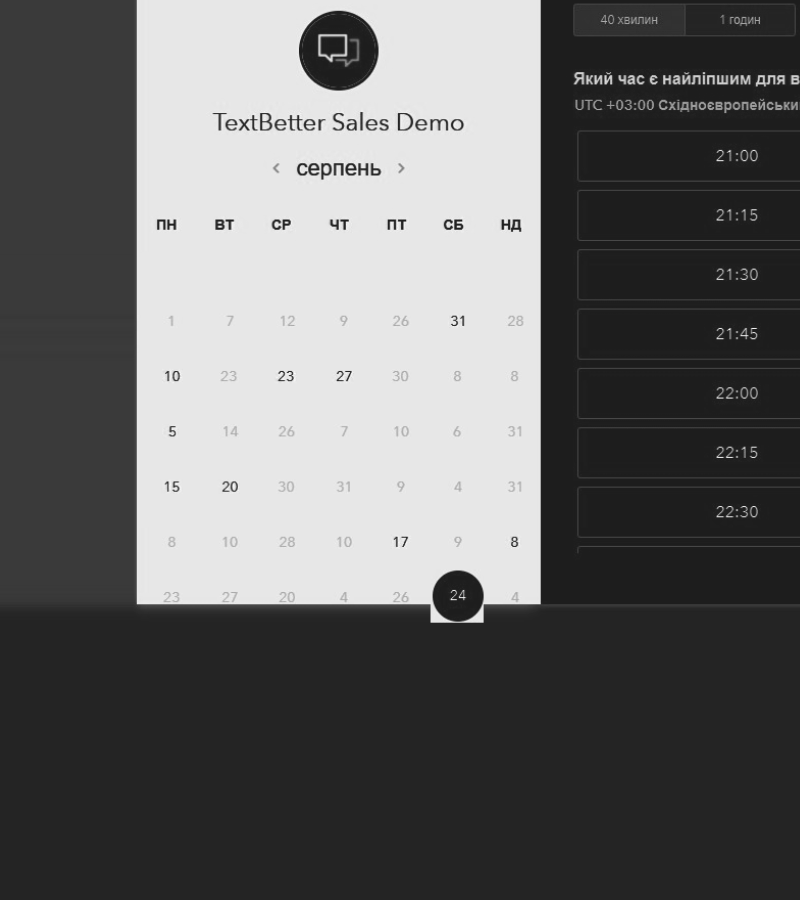 TextBetter Sales Demo
серпень
ПН ВТ СР ЧТ ПТ СБ НД
1 7 12 9 26 31 28
10 23 23 27 30 8 8
5 14 26 7 10 6 31
15 20 30 31 9 4 31
8 10 28 10 17 9 8
23 27 20 4 26 24 4
40 хвилин 1 годин
Який час є найліпшим для в
UTC +03:00 Східноєвропейськи
21:00
21:15
21:30
21:45
22:00
22:15
22:30